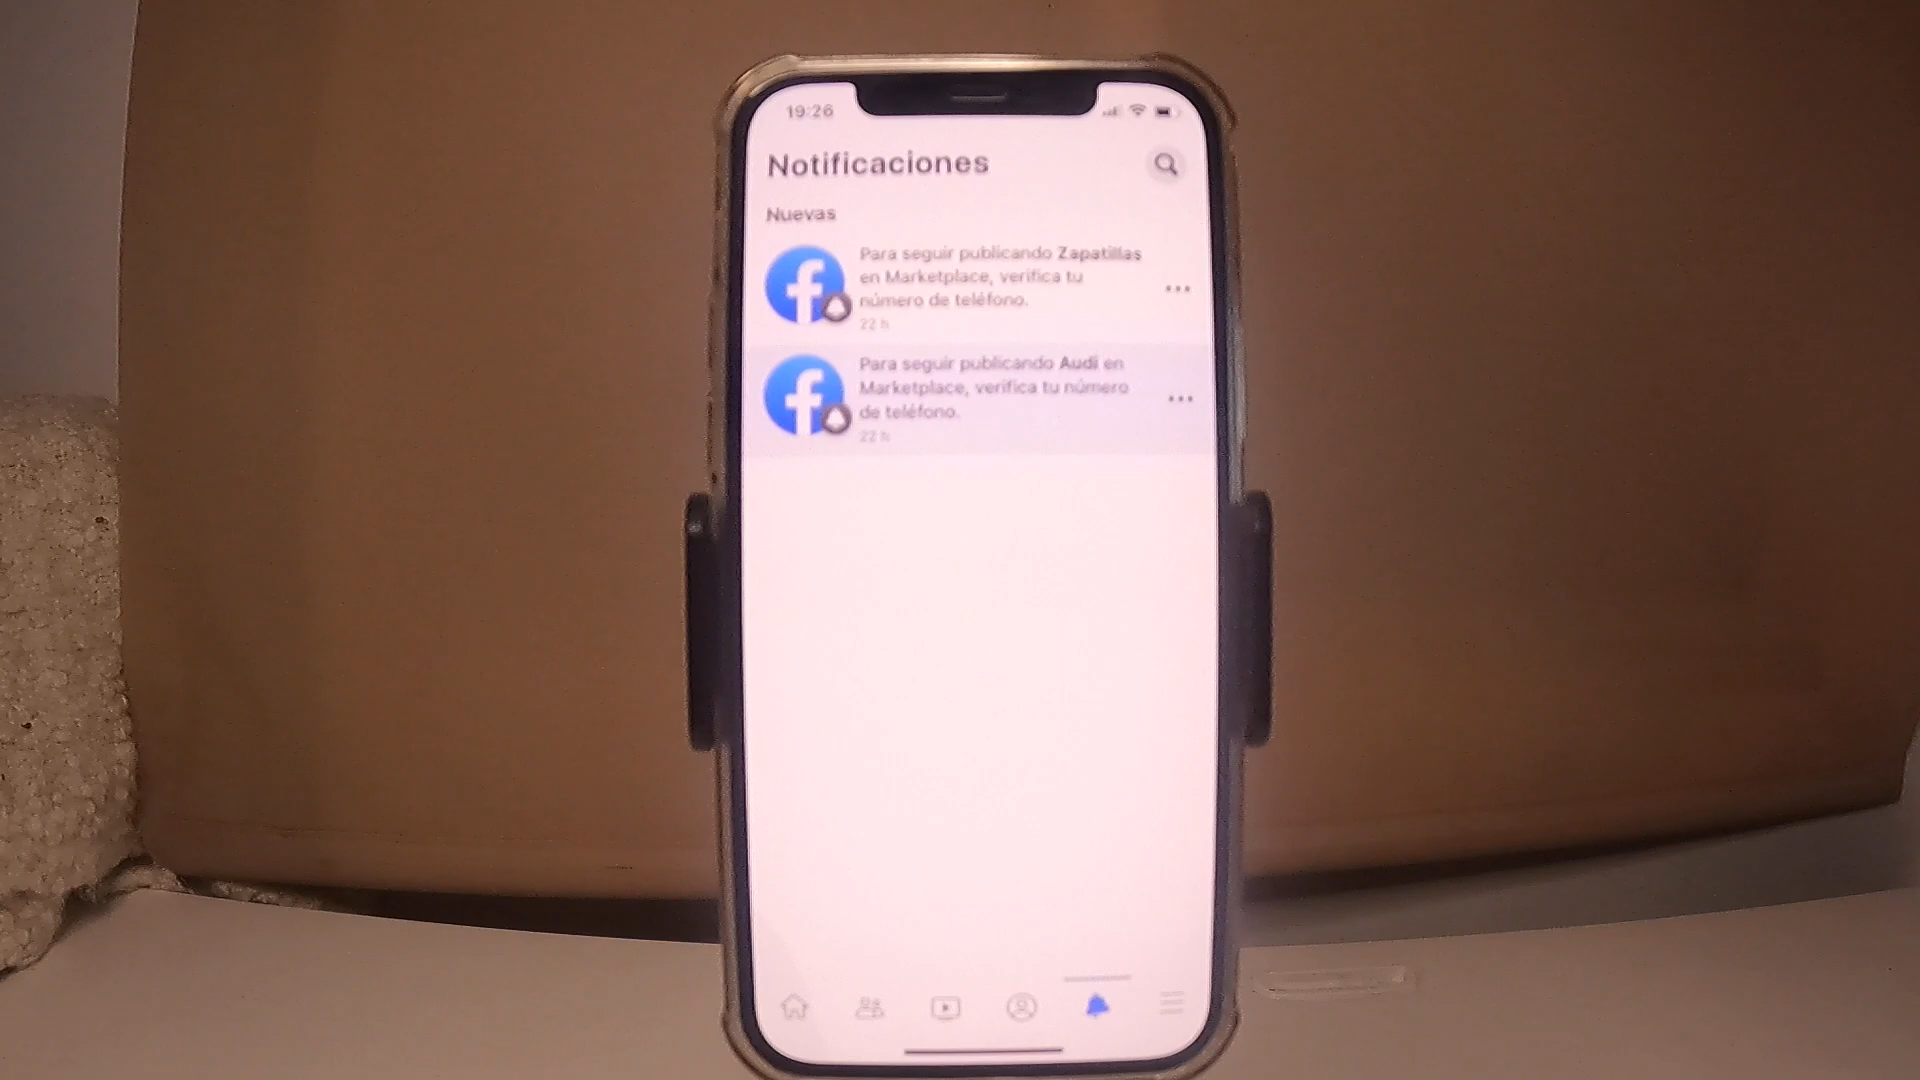 19:26
Notificaciones
Nuevas
Para seguir publicando Zapatillas
en Marketplace, verifica tu
número de teléfono.
22 h
Para seguir publicando Audi en
Marketplace, verifica tu número
de teléfono.
22 h